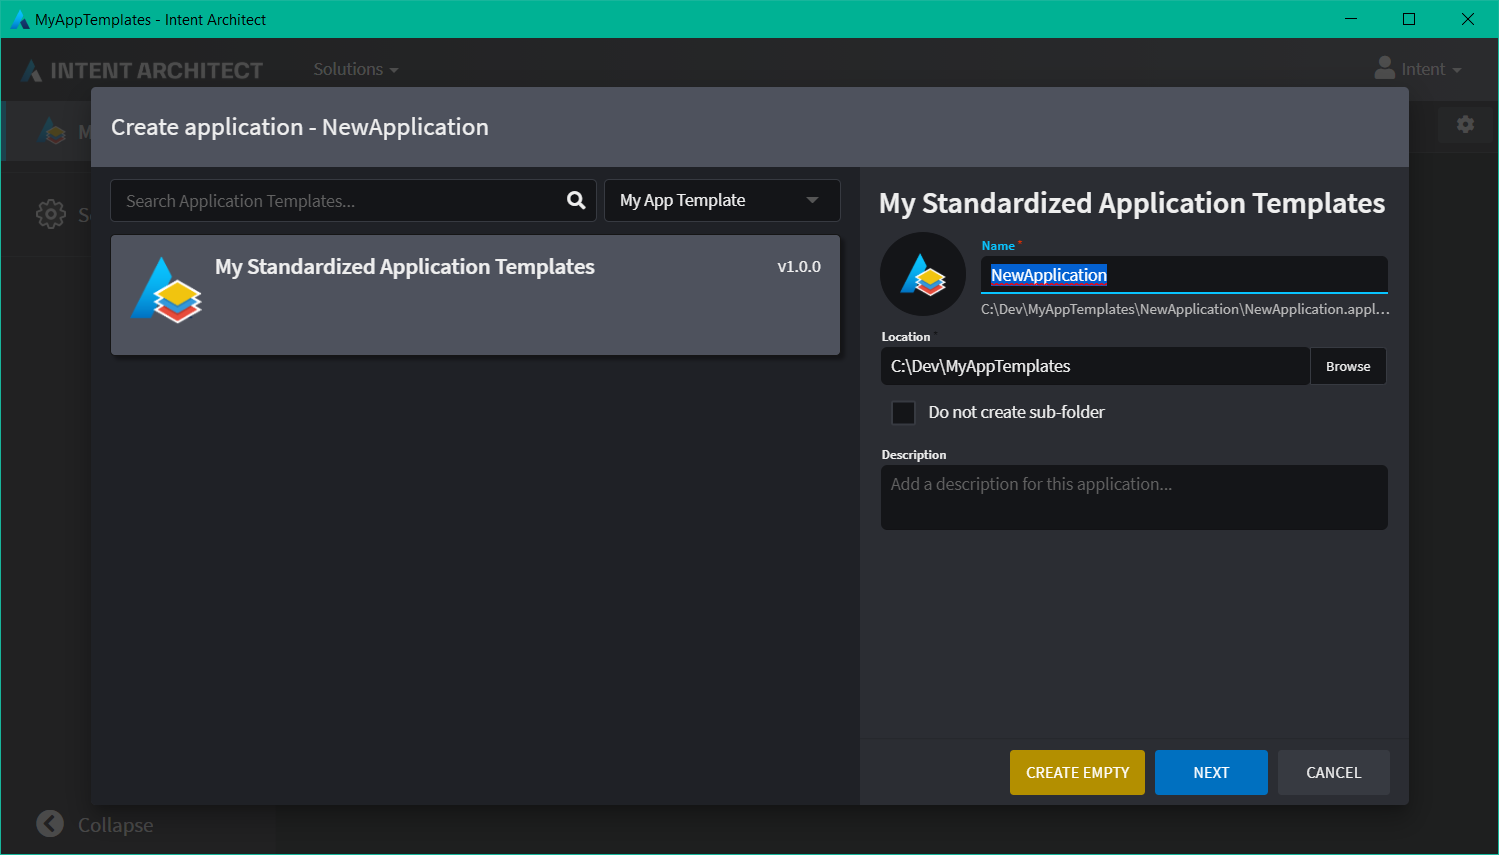 MyAppTemplates - Intent Architect
INTENT ARCHITECT
Solutions
Intent
Create application - NewApplication
Search Application Templates...
My App Template
My Standardized Application Templates
v1.0.0
My Standardized Application Templates
Name *
NewApplication
C:\Dev\MyAppTemplates\NewApplication\NewApplication.appl...
Location
C:\Dev\MyAppTemplates
Browse
Do not create sub-folder
Description
Add a description for this application...
CREATE EMPTY
NEXT
CANCEL
Collapse